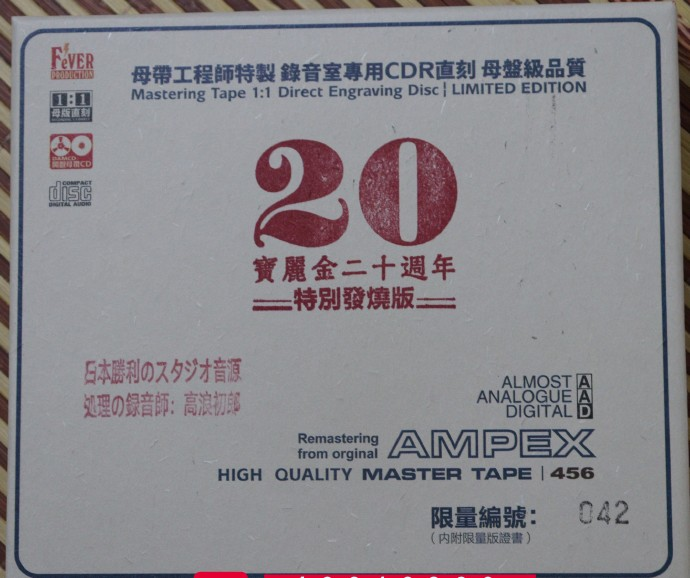 FEVER
PRODUCTION
1:1
母版直刻
COMPACT
disc
DIGITAL AUDIO
母帶工程師特製 錄音室專用CDR直刻 母盤級品質
Mastering Tape 1:1 Direct Engraving Disc | LIMITED EDITION
20
寶麗金二十週年
特別發燒版
日本勝利のスタジオ音源
処理の録音師: 高浪初郎
ALMOST A
ANALOGUE A
DIGITAL D
Remastering
from orginal
AMPEX
HIGH QUALITY MASTER TAPE | 456
限量編號: 042
(內附限量版證書)